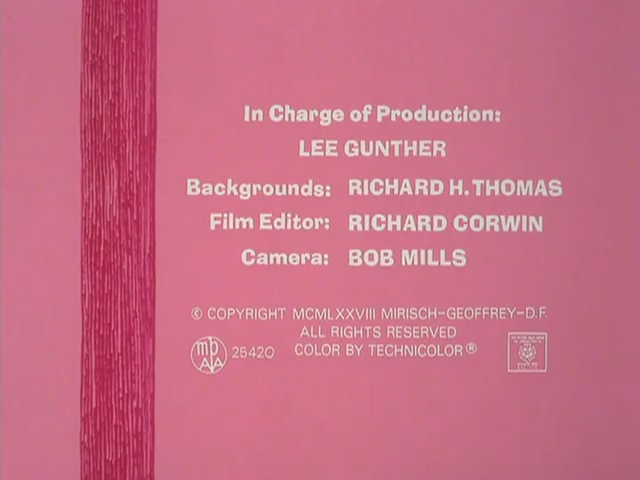 In Charge of Production:
LEE GUNTHER
Backgrounds: RICHARD H. THOMAS
Film Editor: RICHARD CORWIN
Camera: BOB MILLS
© COPYRIGHT MCMLXXVIII MIRISCH-GEOFFREY-D.F.
ALL RIGHTS RESERVED
mpAA 25420 COLOR BY TECHNICOLOR®